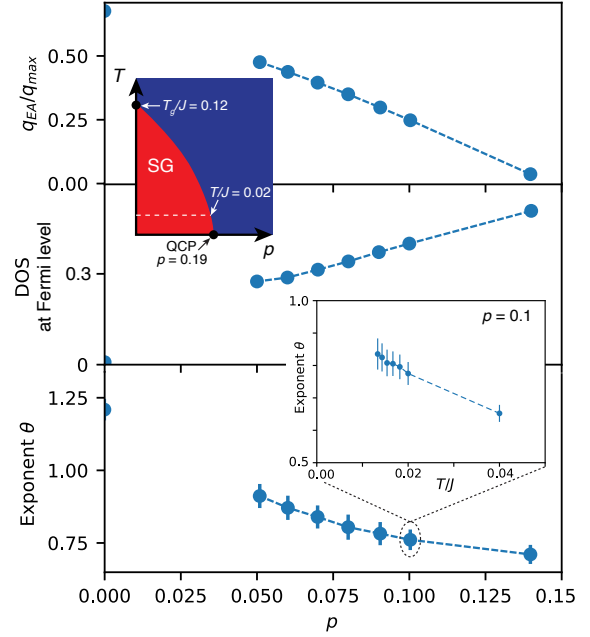 q_EA/q_max
0.50
0.25
0.00
T
T_g/J = 0.12
SG
T/J = 0.02
QCP
p = 0.19
p
DOS
at Fermi level
0.3
0
p = 0.1
Exponent θ
1.0
0.5
0.00
0.02
0.04
T/J
Exponent θ
1.25
1.00
0.75
0.000
0.025
0.050
0.075
0.100
0.125
0.15
p